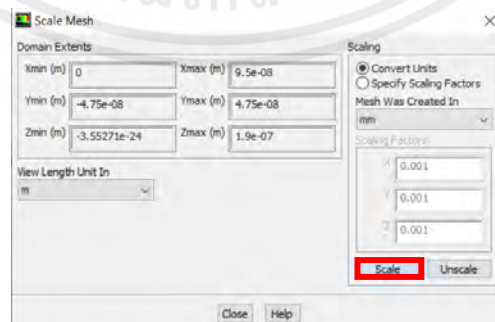 Scale Mesh
Domain Extents
Xmin (m) 0 Xmax (m) 9.5e-08
Ymin (m) -4.75e-08 Ymax (m) 4.75e-08
Zmin (m) -3.55271e-24 Zmax (m) 1.9e-07
View Length Unit In
m
Scaling
Convert Units
Specify Scaling Factors
Mesh Was Created In
mm
Scaling Factors
X 0.001
Y 0.001
Z 0.001
Scale Unscale
Close Help